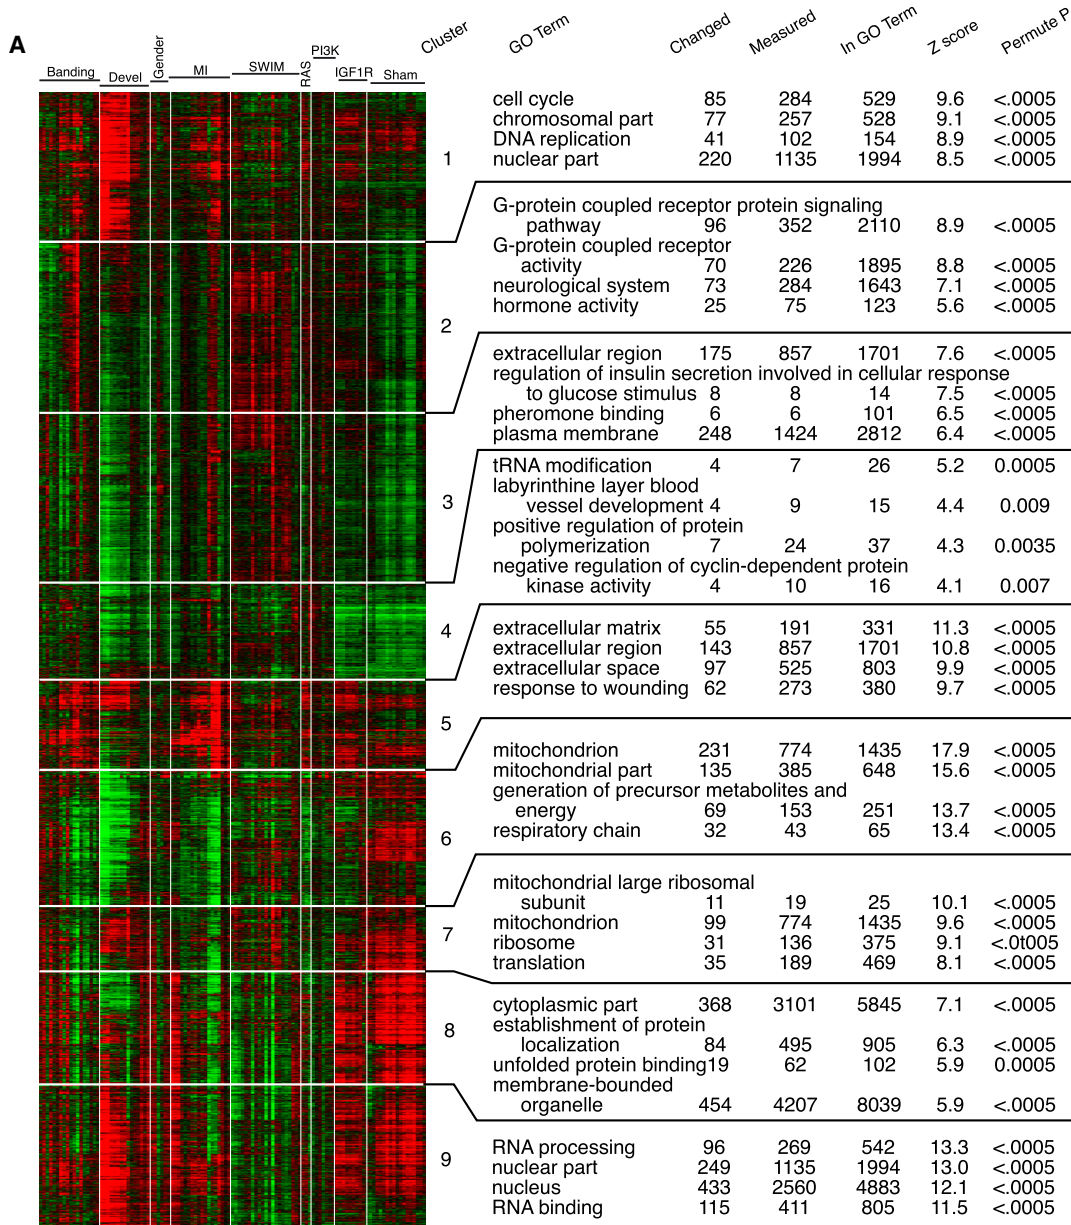 A
Cluster GO Term Changed Measured In GO Term Z score Permute P
Banding Devel Gender MI SWIM RAS PI3K IGF1R Sham
1
cell cycle 85 284 529 9.6 <.0005
chromosomal part 77 257 528 9.1 <.0005
DNA replication 41 102 154 8.9 <.0005
nuclear part 220 1135 1994 8.5 <.0005
2
G-protein coupled receptor protein signaling
pathway 96 352 2110 8.9 <.0005
G-protein coupled receptor
activity 70 226 1895 8.8 <.0005
neurological system 73 284 1643 7.1 <.0005
hormone activity 25 75 123 5.6 <.0005
3
extracellular region 175 857 1701 7.6 <.0005
regulation of insulin secretion involved in cellular response
to glucose stimulus 8 8 14 7.5 <.0005
pheromone binding 6 6 101 6.5 <.0005
plasma membrane 248 1424 2812 6.4 <.0005
4
tRNA modification 4 7 26 5.2 0.0005
labyrinthine layer blood
vessel development 4 9 15 4.4 0.009
positive regulation of protein
polymerization 7 24 37 4.3 0.0035
negative regulation of cyclin-dependent protein
kinase activity 4 10 16 4.1 0.007
5
extracellular matrix 55 191 331 11.3 <.0005
extracellular region 143 857 1701 10.8 <.0005
extracellular space 97 525 803 9.9 <.0005
response to wounding 62 273 380 9.7 <.0005
6
mitochondrion 231 774 1435 17.9 <.0005
mitochondrial part 135 385 648 15.6 <.0005
generation of precursor metabolites and
energy 69 153 251 13.7 <.0005
respiratory chain 32 43 65 13.4 <.0005
7
mitochondrial large ribosomal
subunit 11 19 25 10.1 <.0005
mitochondrion 99 774 1435 9.6 <.0005
ribosome 31 136 375 9.1 <.0t005
translation 35 189 469 8.1 <.0005
8
cytoplasmic part 368 3101 5845 7.1 <.0005
establishment of protein
localization 84 495 905 6.3 <.0005
unfolded protein binding19 62 102 5.9 0.0005
membrane-bounded
organelle 454 4207 8039 5.9 <.0005
9
RNA processing 96 269 542 13.3 <.0005
nuclear part 249 1135 1994 13.0 <.0005
nucleus 433 2560 4883 12.1 <.0005
RNA binding 115 411 805 11.5 <.0005